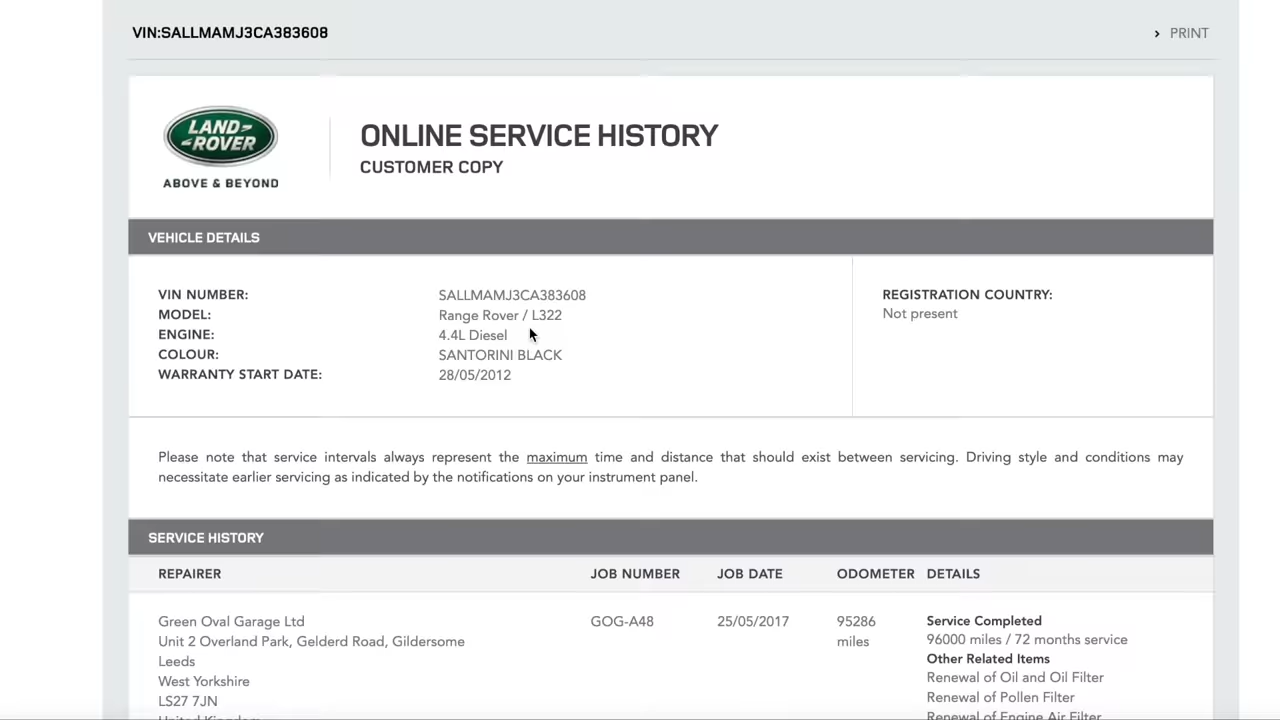 VIN:SALLMAMJ3CA383608
› PRINT
LAND-
-ROVER
ABOVE & BEYOND
ONLINE SERVICE HISTORY
CUSTOMER COPY
VEHICLE DETAILS
VIN NUMBER: SALLMAMJ3CA383608
MODEL: Range Rover / L322
ENGINE: 4.4L Diesel
COLOUR: SANTORINI BLACK
WARRANTY START DATE: 28/05/2012
REGISTRATION COUNTRY:
Not present
Please note that service intervals always represent the maximum time and distance that should exist between servicing. Driving style and conditions may
necessitate earlier servicing as indicated by the notifications on your instrument panel.
SERVICE HISTORY
REPAIRER JOB NUMBER JOB DATE ODOMETER DETAILS
Green Oval Garage Ltd GOG-A48 25/05/2017 95286 Service Completed
Unit 2 Overland Park, Gelderd Road, Gildersome miles 96000 miles / 72 months service
Leeds Other Related Items
West Yorkshire Renewal of Oil and Oil Filter
LS27 7JN Renewal of Pollen Filter
United Kingdom Renewal of Engine Air Filter